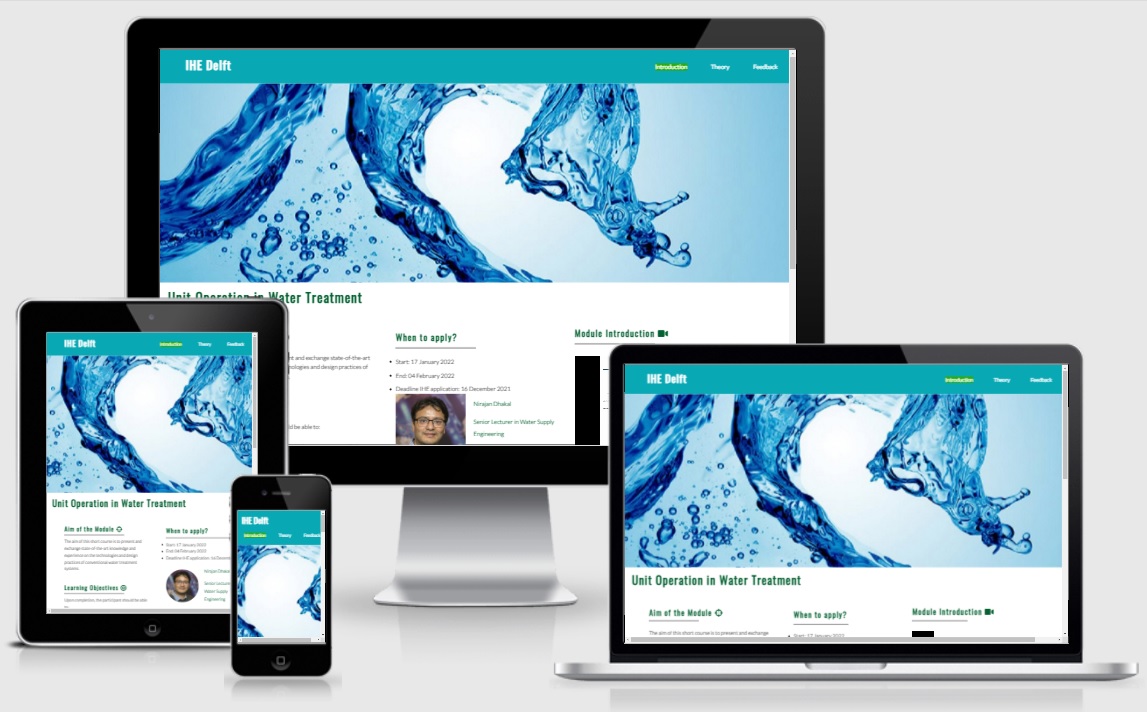 IHE Delft
Introduction Theory Feedback
Unit Operation in Water Treatment
When to apply?
Module Introduction
nt and exchange state-of-the-art
nologies and design practices of
d be able to:
Start: 17 January 2022
End: 04 February 2022
Deadline IHE application: 16 December 2021
Nirajan Dhakal
Senior Lecturer in Water Supply
Engineering
IHE Delft
Introduction Theory Feedback
Unit Operation in Water Treatment
Aim of the Module
The aim of this short course is to present and
exchange state-of-the-art knowledge and
experience on the technologies and design
practices of conventional water treatment
systems.
Learning Objectives
Upon completion, the participant should be able
to:
When to apply?
Start: 17 January 2022
End: 04 February 2022
Deadline IHE application: 16 Decem
Nirajan Dhakal
Senior Lecturer
Water Supply
Engineering
IHE Delft
Introduction Theory Feedback
IHE Delft
Introduction Theory Feedback
Unit Operation in Water Treatment
Aim of the Module
The aim of this short course is to present and exchange
When to apply?
Start: 17 January 2022
Module Introduction